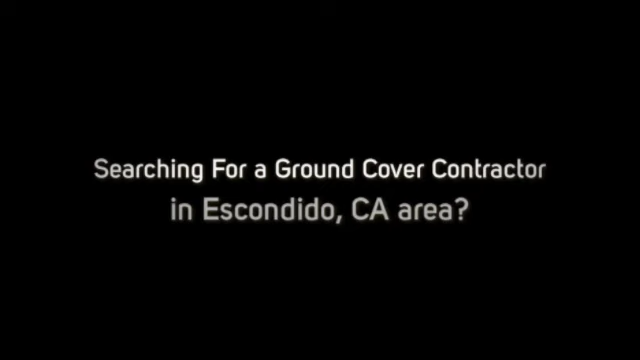 Searching For a Ground Cover Contractor
in Escondido, CA area?